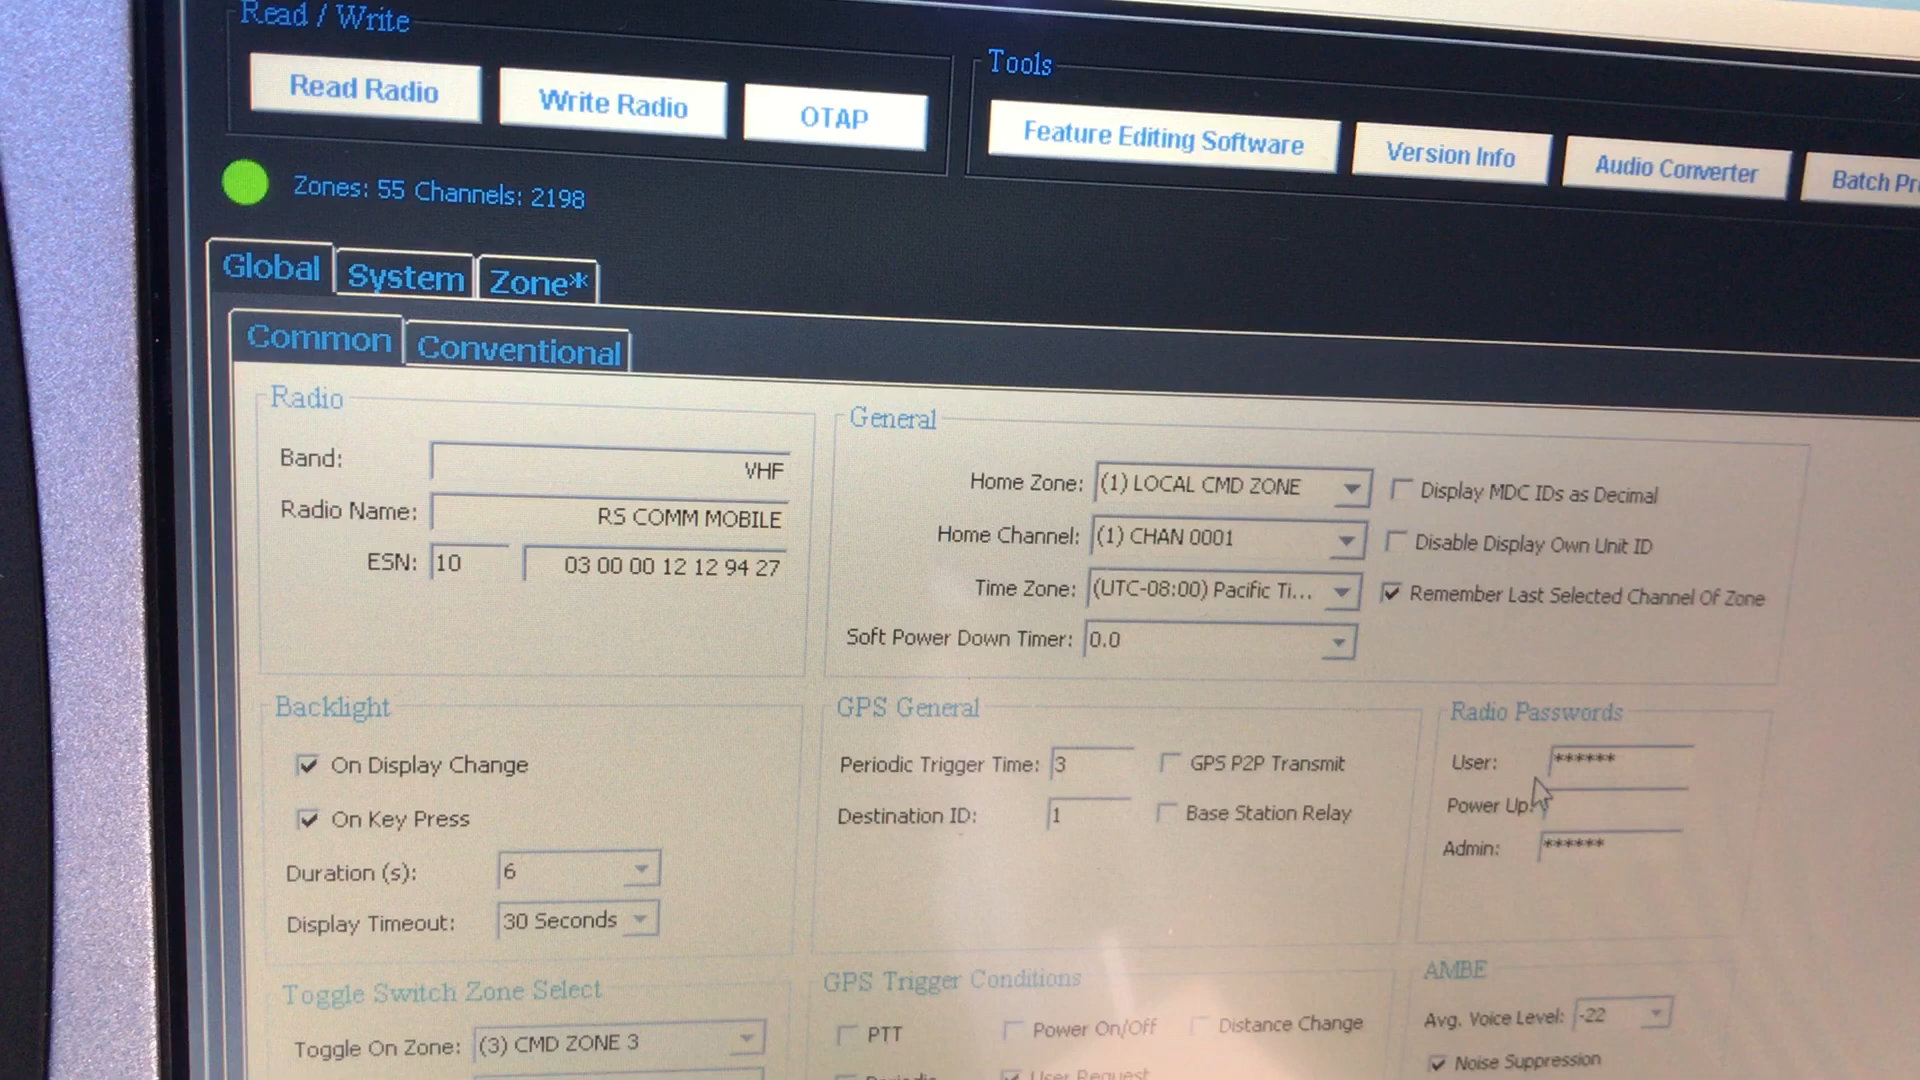 Read / Write
Read Radio
Write Radio
OTAP
Tools
Feature Editing Software
Version Info
Audio Converter
Batch
Zones: 55 Channels: 2198
Global
System
Zone*
Common
Conventional
Radio
Band:
VHF
Radio Name:
RS COMM MOBILE
ESN:
10
03 00 00 12 12 94 27
General
Home Zone:
(1) LOCAL CMD ZONE
Display MDC IDs as Decimal
Home Channel:
(1) CHAN 0001
Disable Display Own Unit ID
Time Zone:
(UTC-08:00) Pacific Ti...
Remember Last Selected Channel Of Zone
Soft Power Down Timer:
0.0
Backlight
On Display Change
On Key Press
Duration (s):
6
Display Timeout:
30 Seconds
GPS General
Periodic Trigger Time:
3
GPS P2P Transmit
Destination ID:
1
Base Station Relay
Radio Passwords
User:
******
Power Up:
Admin:
******
Toggle Switch Zone Select
Toggle On Zone:
(3) CMD ZONE 3
GPS Trigger Conditions
PTT
Power On/Off
Distance Change
Periodic
User Request
AMBE
Avg. Voice Level:
-22
Noise Suppression